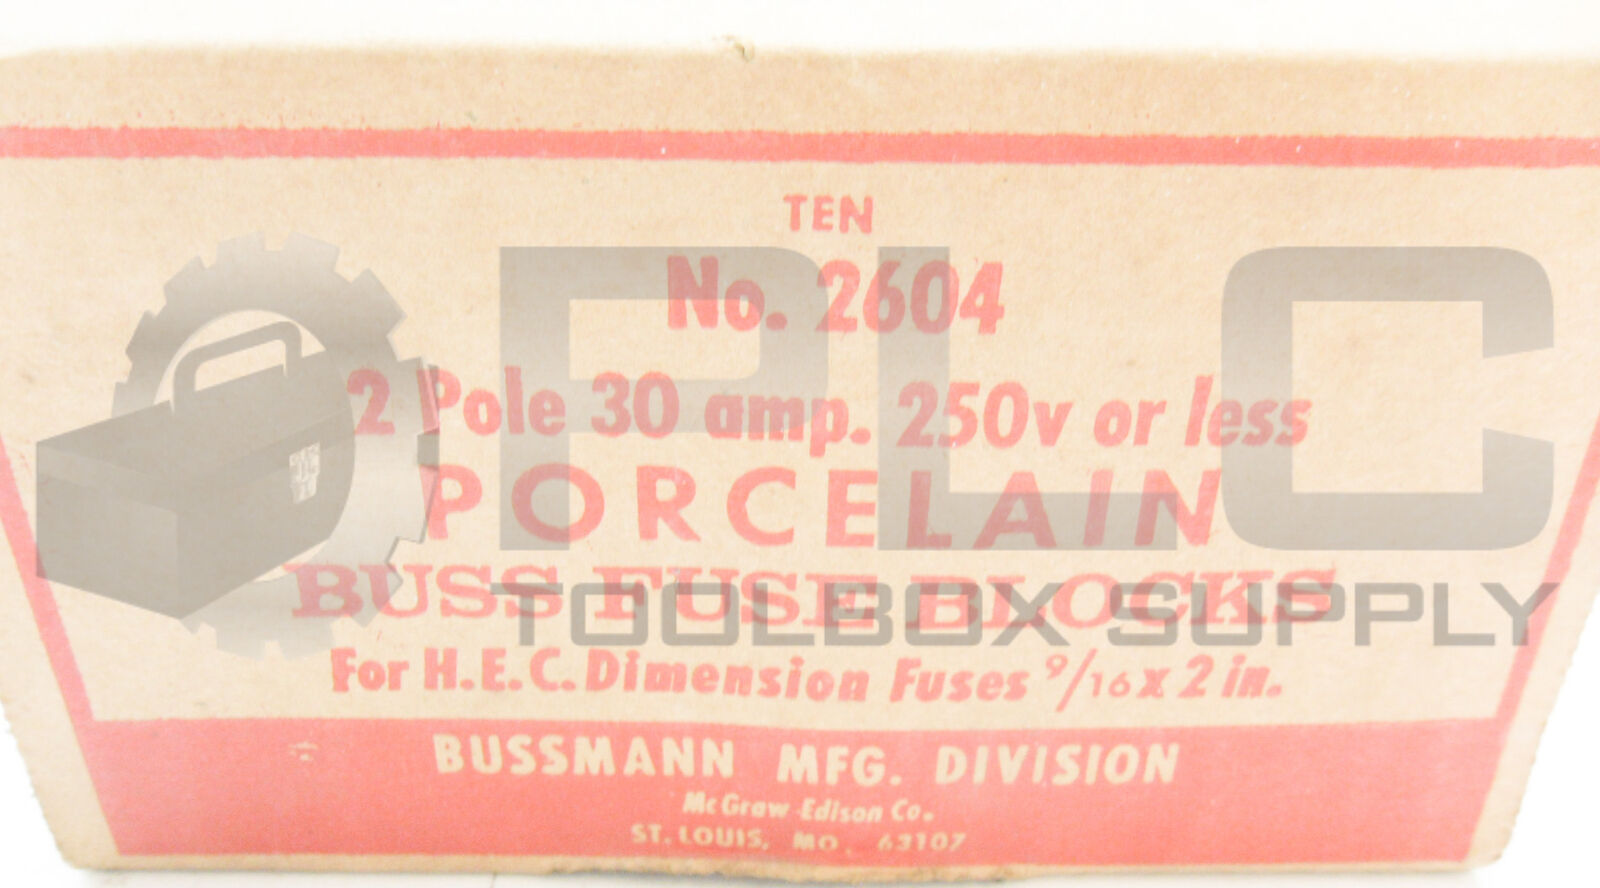 TEN
No. 2604
2 Pole 30 amp. 250v or less
PORCELAIN
BUSS FUSE BLOCKS
For H.E.C. Dimension Fuses 9/16 x 2 in.
BUSSMANN MFG. DIVISION
McGraw-Edison Co.
ST. LOUIS, MO. 63107
PLC
TOOLBOX SUPPLY